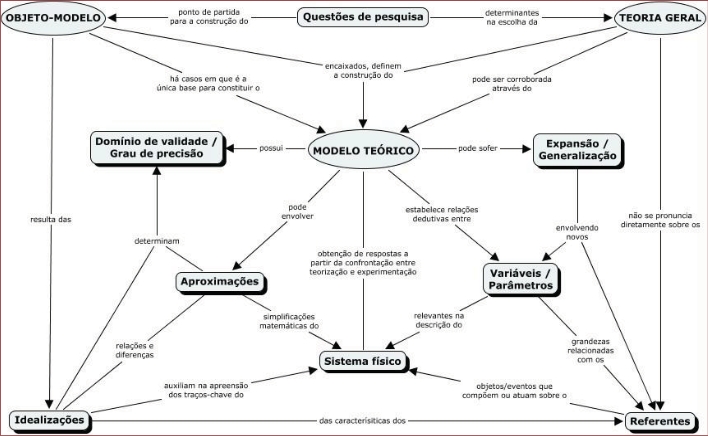 OBJETO-MODELO
ponto de partida
para a construção do
Questões de pesquisa
determinantes
na escolha da
TEORIA GERAL
encaixados, definem
a construção do
há casos em que é a
única base para constituir o
pode ser corroborada
através do
Domínio de validade /
Grau de precisão
possui
MODELO TEÓRICO
pode sofer
Expansão /
Generalização
resulta das
pode
envolver
estabelece relações
dedutivas entre
não se pronuncia
diretamente sobre os
envolvendo
novos
determinam
obtenção de respostas a
partir da confrontação entre
teorização e experimentação
Aproximações
Variáveis /
Parâmetros
simplificações
matemáticas do
relevantes na
descrição do
relações e
diferenças
grandezas
relacionadas
com os
Sistema físico
auxiliam na apreensão
dos traços-chave do
objetos/eventos que
compõem ou atuam sobre o
Idealizações
das caracterísiticas dos
Referentes